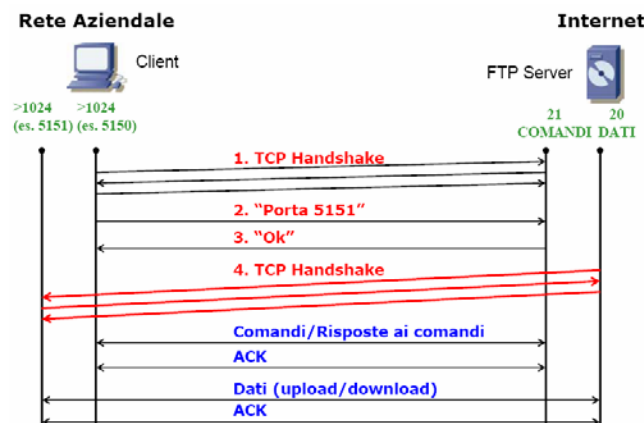 Rete Aziendale
Internet
Client
FTP Server
>1024 >1024
(es. 5151) (es. 5150)
21 20
COMANDI DATI
1. TCP Handshake
2. “Porta 5151”
3. “Ok”
4. TCP Handshake
Comandi/Risposte ai comandi
ACK
Dati (upload/download)
ACK